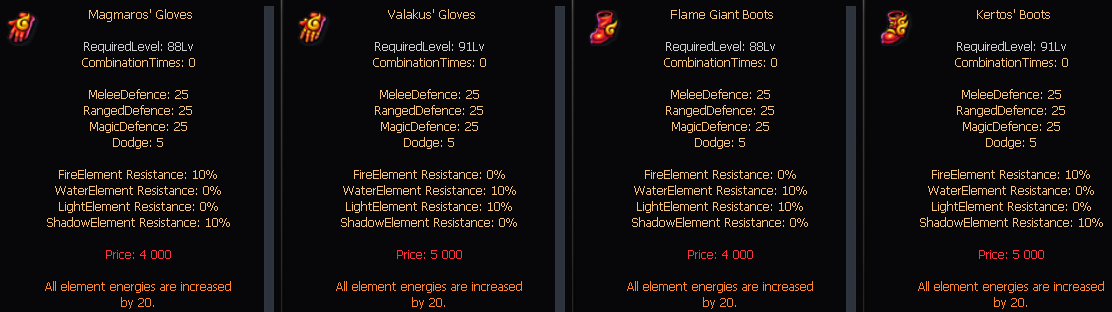 Magmaros' Gloves
RequiredLevel: 88Lv
CombinationTimes: 0
MeleeDefence: 25
RangedDefence: 25
MagicDefence: 25
Dodge: 5
FireElement Resistance: 10%
WaterElement Resistance: 0%
LightElement Resistance: 0%
ShadowElement Resistance: 10%
Price: 4 000
All element energies are increased
by 20.
Valakus' Gloves
RequiredLevel: 91Lv
CombinationTimes: 0
MeleeDefence: 25
RangedDefence: 25
MagicDefence: 25
Dodge: 5
FireElement Resistance: 0%
WaterElement Resistance: 10%
LightElement Resistance: 10%
ShadowElement Resistance: 0%
Price: 5 000
All element energies are increased
by 20.
Flame Giant Boots
RequiredLevel: 88Lv
CombinationTimes: 0
MeleeDefence: 25
RangedDefence: 25
MagicDefence: 25
Dodge: 5
FireElement Resistance: 0%
WaterElement Resistance: 10%
LightElement Resistance: 10%
ShadowElement Resistance: 0%
Price: 4 000
All element energies are increased
by 20.
Kertos' Boots
RequiredLevel: 91Lv
CombinationTimes: 0
MeleeDefence: 25
RangedDefence: 25
MagicDefence: 25
Dodge: 5
FireElement Resistance: 10%
WaterElement Resistance: 0%
LightElement Resistance: 0%
ShadowElement Resistance: 10%
Price: 5 000
All element energies are increased
by 20.